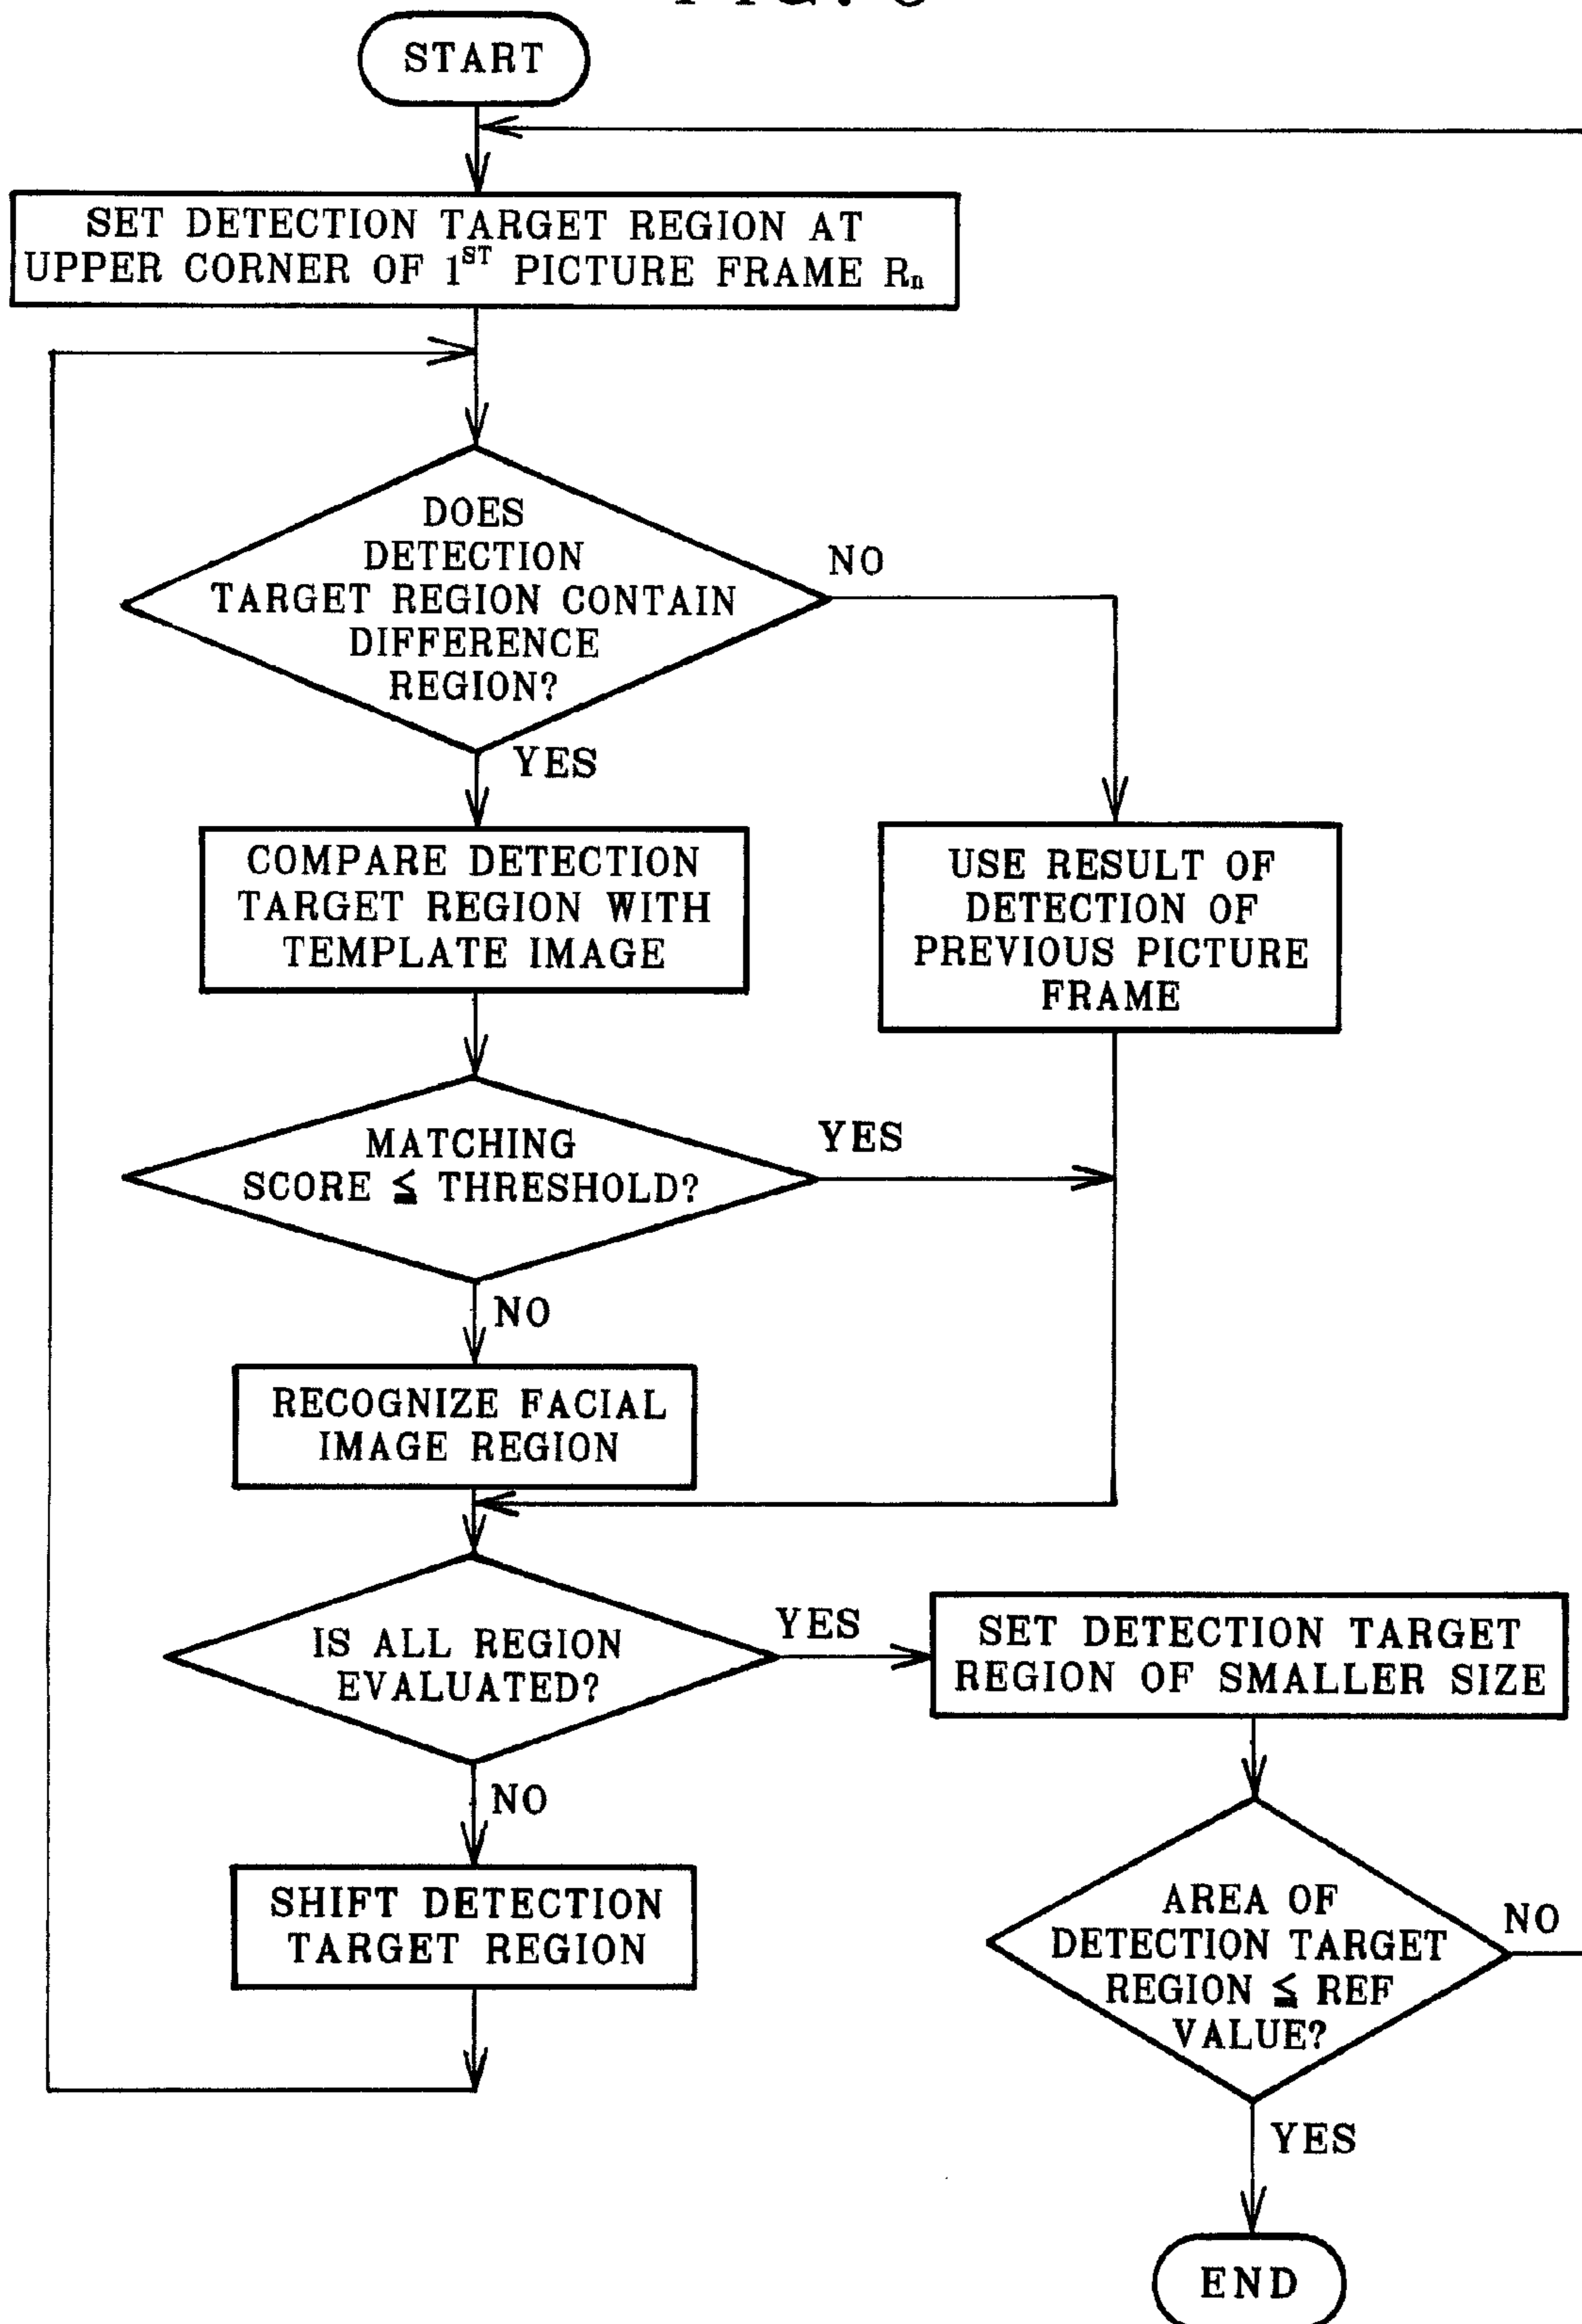 START
SET DETECTION TARGET REGION AT
UPPER CORNER OF 1ST PICTURE FRAME Rn
DOES
DETECTION
TARGET REGION CONTAIN
DIFFERENCE
REGION?
NO
YES
COMPARE DETECTION
TARGET REGION WITH
TEMPLATE IMAGE
USE RESULT OF
DETECTION OF
PREVIOUS PICTURE
FRAME
MATCHING
SCORE ≦ THRESHOLD?
YES
NO
RECOGNIZE FACIAL
IMAGE REGION
IS ALL REGION
EVALUATED?
YES
SET DETECTION TARGET
REGION OF SMALLER SIZE
NO
SHIFT DETECTION
TARGET REGION
AREA OF
DETECTION TARGET
REGION ≦ REF
VALUE?
NO
YES
END